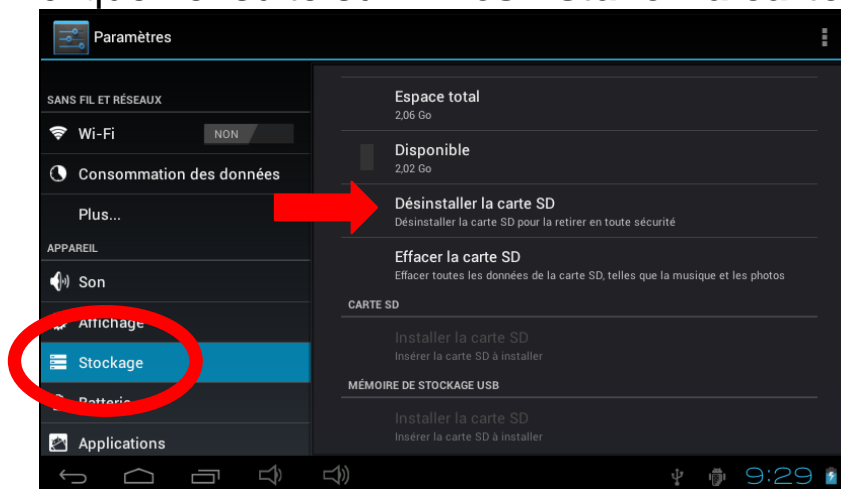 Paramètres
SANS FIL ET RÉSEAUX
Wi-Fi NON
Consommation des données
Plus...
APPAREIL
Son
Affichage
Stockage
Batterie
Applications
Espace total
2,06 Go
Disponible
2,02 Go
Désinstaller la carte SD
Désinstaller la carte SD pour la retirer en toute sécurité
Effacer la carte SD
Effacer toutes les données de la carte SD, telles que la musique et les photos
CARTE SD
Installer la carte SD
Insérer la carte SD à installer
MÉMOIRE DE STOCKAGE USB
Installer la carte SD
Insérer la carte SD à installer
9:29